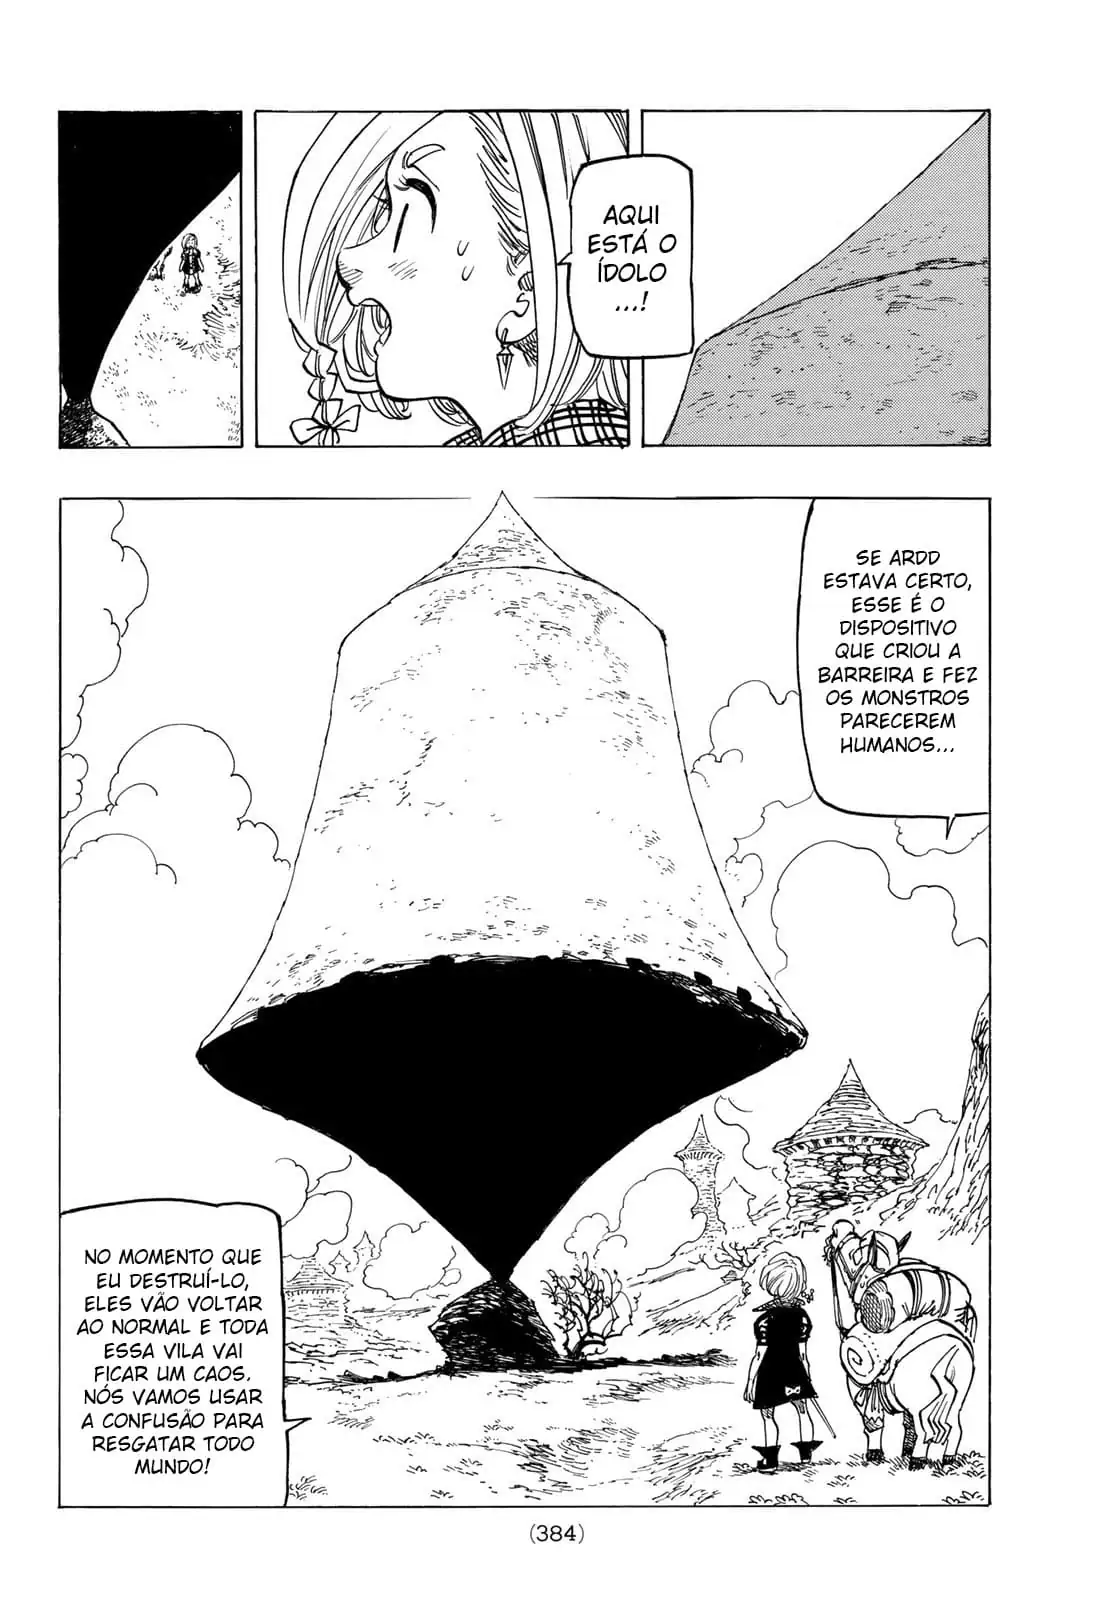 AQUI
ESTÁ O
ÍDOLO
...!
SE ARDD
ESTAVA CERTO,
ESSE É O
DISPOSITIVO
QUE CRIOU A
BARREIRA E FEZ
OS MONSTROS
PARECEREM
HUMANOS...
NO MOMENTO QUE
EU DESTRUÍ-LO,
ELES VÃO VOLTAR
AO NORMAL E TODA
ESSA VILA VAI
FICAR UM CAOS.
NÓS VAMOS USAR
A CONFUSÃO PARA
RESGATAR TODO
MUNDO!
(384)